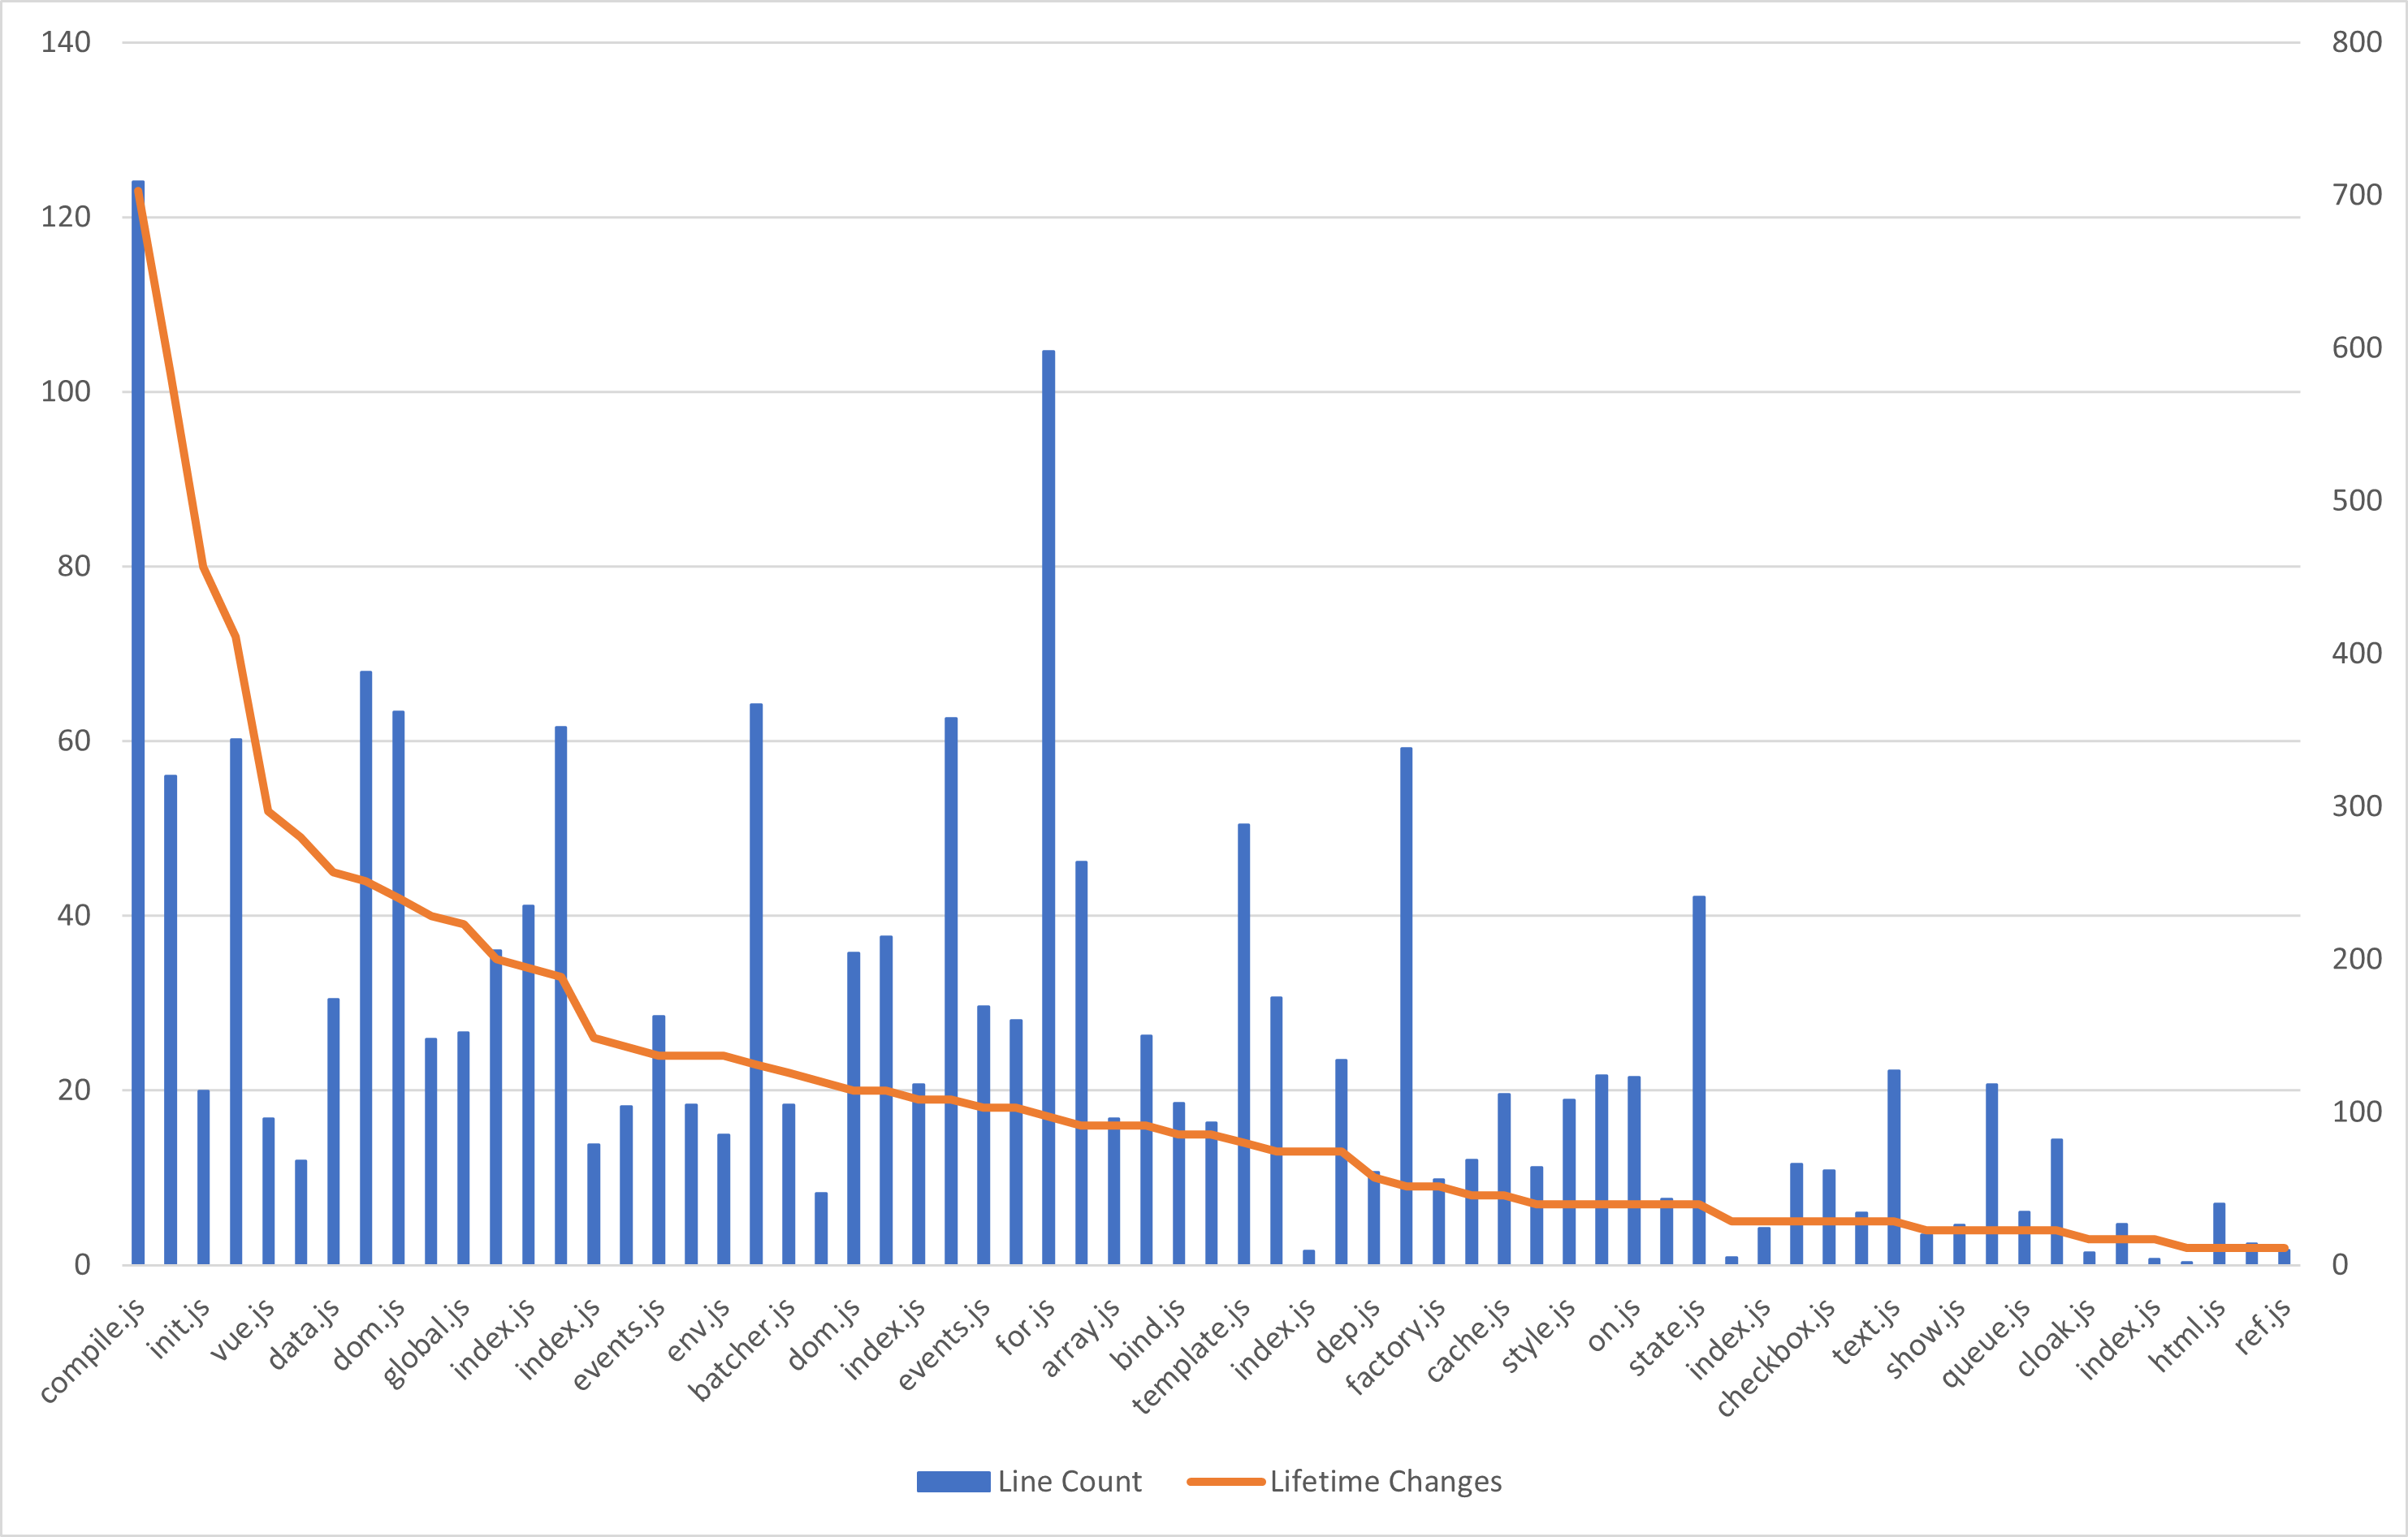 140
120
100
80
60
40
20
0
800
700
600
500
400
300
200
100
0
compile.js
init.js
vue.js
data.js
dom.js
global.js
index.js
index.js
events.js
env.js
batcher.js
dom.js
index.js
events.js
for.js
array.js
bind.js
template.js
index.js
dep.js
factory.js
cache.js
style.js
on.js
state.js
index.js
checkbox.js
text.js
show.js
queue.js
cloak.js
index.js
html.js
ref.js
Line Count
Lifetime Changes